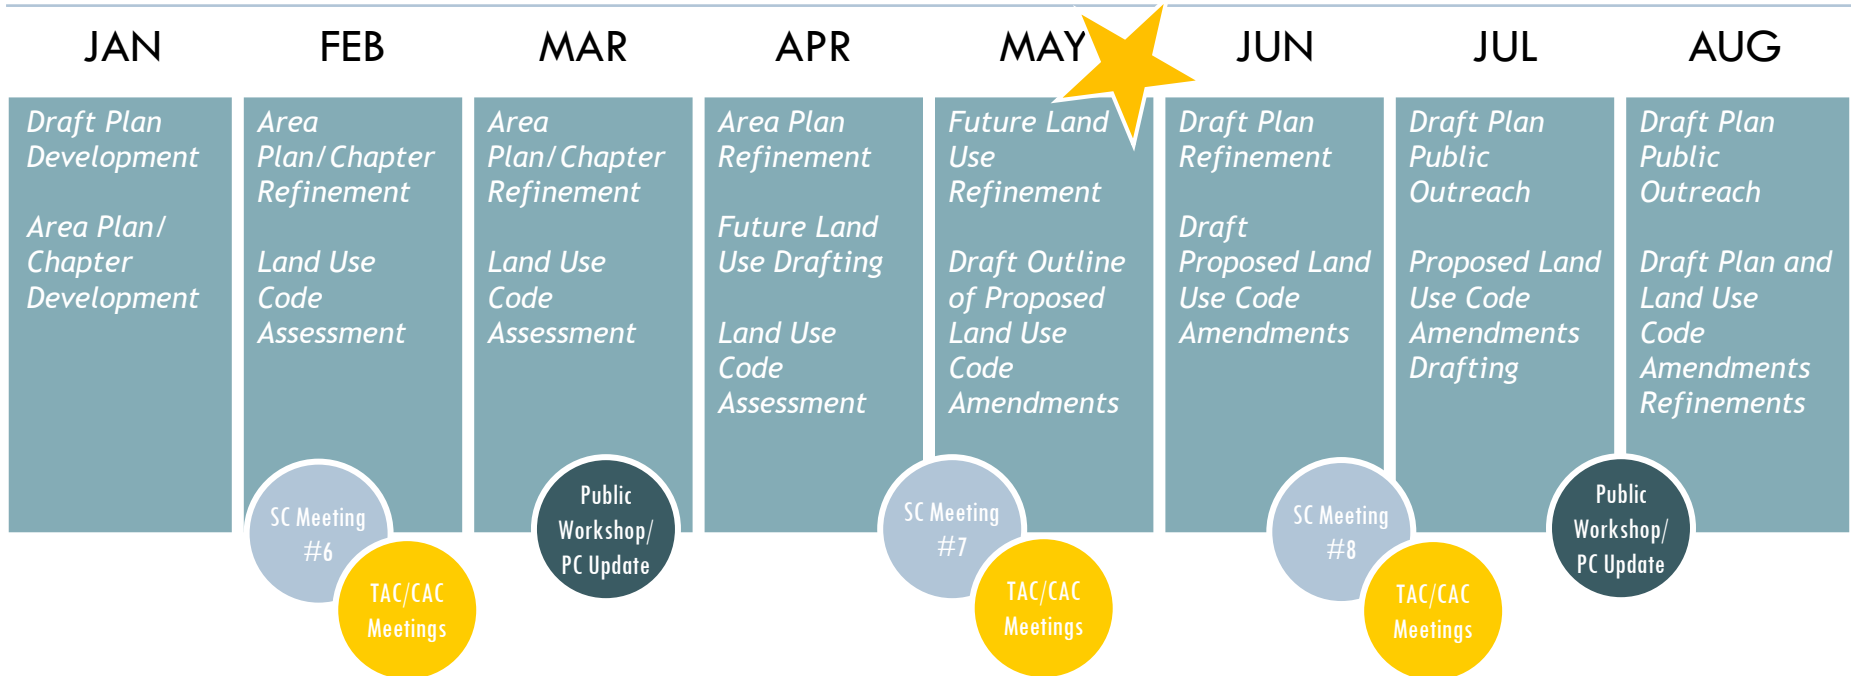 JAN
FEB
MAR
APR
MAY
JUN
JUL
AUG
Draft Plan
Development
Area Plan/
Chapter
Development
Area
Plan/Chapter
Refinement
Land Use
Code
Assessment
Area
Plan/Chapter
Refinement
Land Use
Code
Assessment
Area Plan
Refinement
Future Land
Use Drafting
Land Use
Code
Assessment
Future Land
Use
Refinement
Draft Outline
of Proposed
Land Use
Code
Amendments
Draft Plan
Refinement
Draft
Proposed Land
Use Code
Amendments
Draft Plan
Public
Outreach
Proposed Land
Use Code
Amendments
Drafting
Draft Plan
Public
Outreach
Draft Plan and
Land Use
Code
Amendments
Refinements
SC Meeting
#6
TAC/CAC
Meetings
Public
Workshop/
PC Update
SC Meeting
#7
TAC/CAC
Meetings
SC Meeting
#8
TAC/CAC
Meetings
Public
Workshop/
PC Update